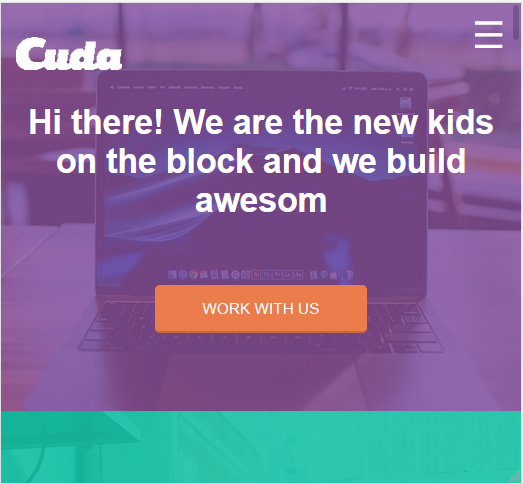 Cuda
Hi there! We are the new kids
on the block and we build
awesom
WORK WITH US